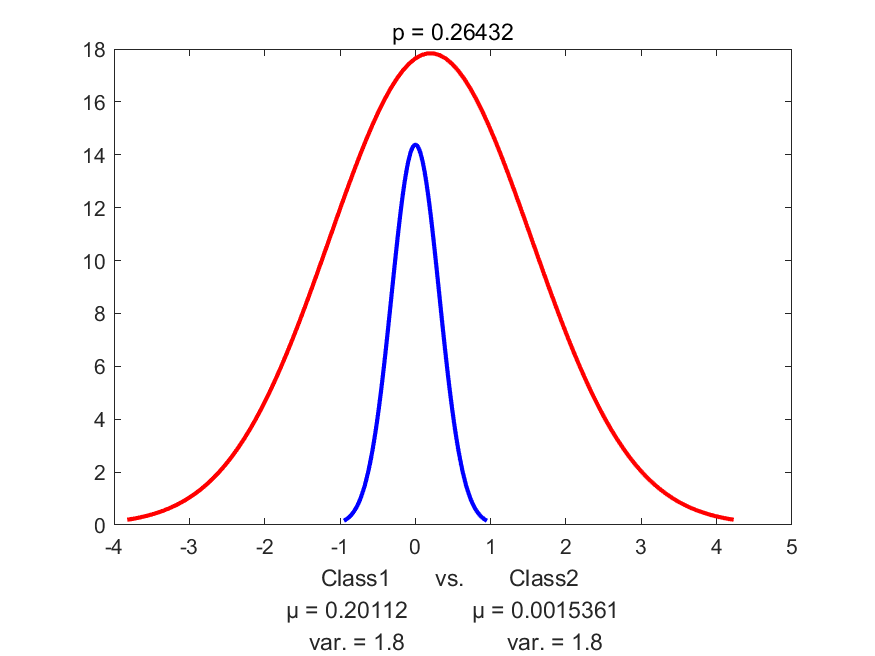 p = 0.26432
18
16
14
12
10
8
6
4
2
0
-4 -3 -2 -1 0 1 2 3 4 5
Class1 vs. Class2
μ = 0.20112 μ = 0.0015361
var. = 1.8 var. = 1.8